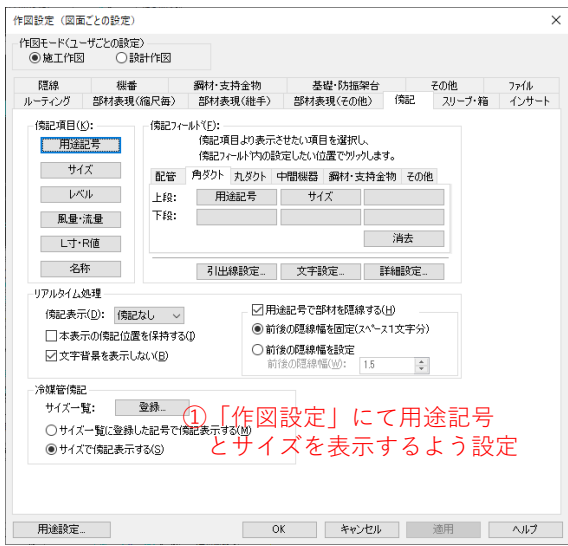 作図設定 (図面ごとの設定)
作図モード(ユーザごとの設定)
施工作図
設計作図
隠線
機番
鋼材・支持金物
基礎・防振架台
その他
ファイル
ルーティング
部材表現(縮尺毎)
部材表現(継手)
部材表現(その他)
傍記
スリーブ・箱
インサート
傍記項目(K):
用途記号
サイズ
レベル
風量・流量
L寸・R値
名称
傍記フィールド(F):
傍記項目より表示させたい項目を選択し、
傍記フィールド内の設定したい位置でクリックします。
配管
角ダクト
丸ダクト
中間機器
鋼材・支持金物
その他
上段:
用途記号
サイズ
下段:
消去
引出線設定...
文字設定...
詳細設定...
リアルタイム処理
傍記表示(D):
傍記なし
本表示の傍記位置を保持する(I)
文字背景を表示しない(B)
用途記号で部材を隠線する(H)
前後の隠線幅を固定(スペース1文字分)
前後の隠線幅を設定
前後の隠線幅(W):
1.5
冷媒管傍記
サイズ一覧:
登録...
サイズ一覧に登録した記号で傍記表示する(M)
サイズで傍記表示する(S)
①「作図設定」にて用途記号
とサイズを表示するよう設定
用途設定...
OK
キャンセル
適用
ヘルプ